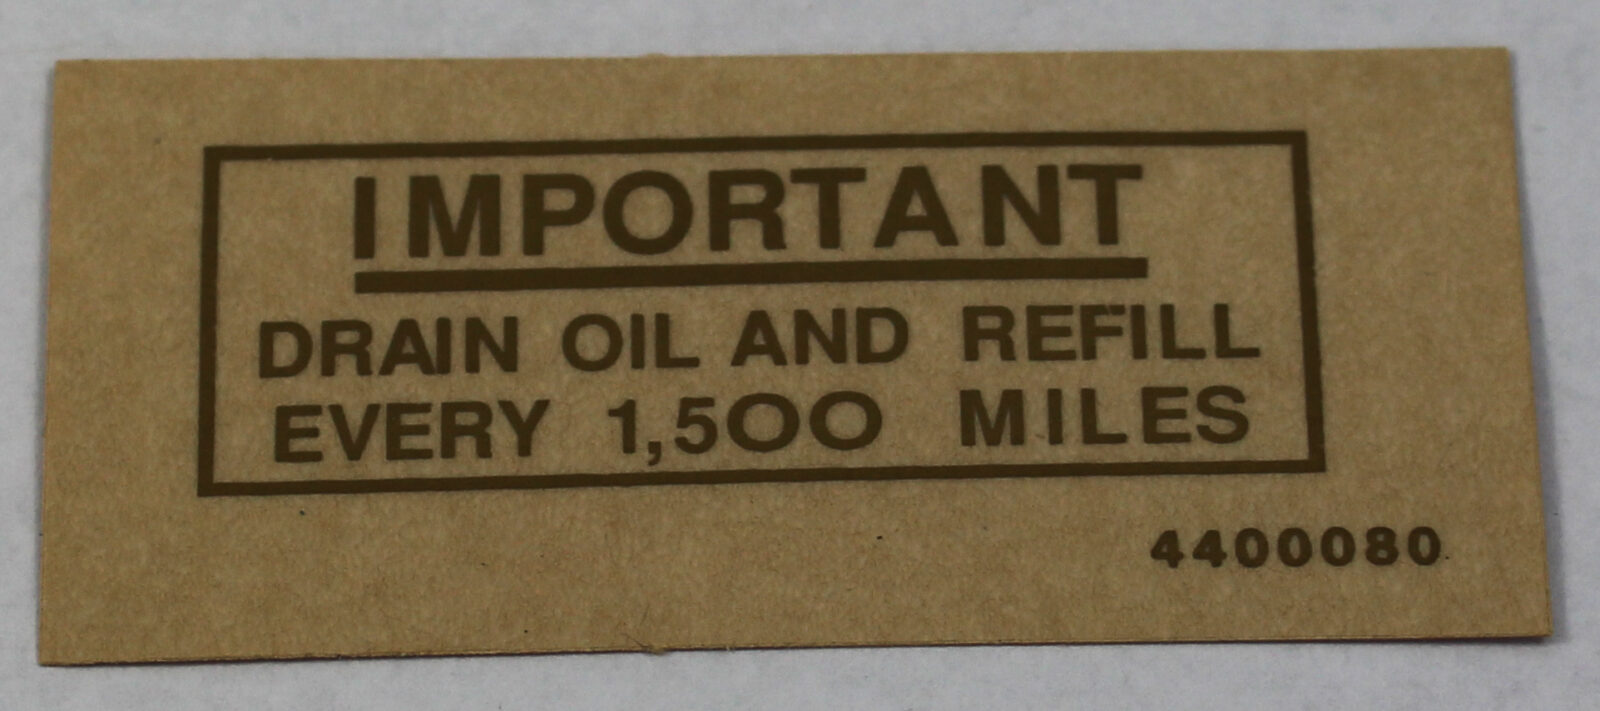 IMPORTANT
DRAIN OIL AND REFILL
EVERY 1,500 MILES
4400080